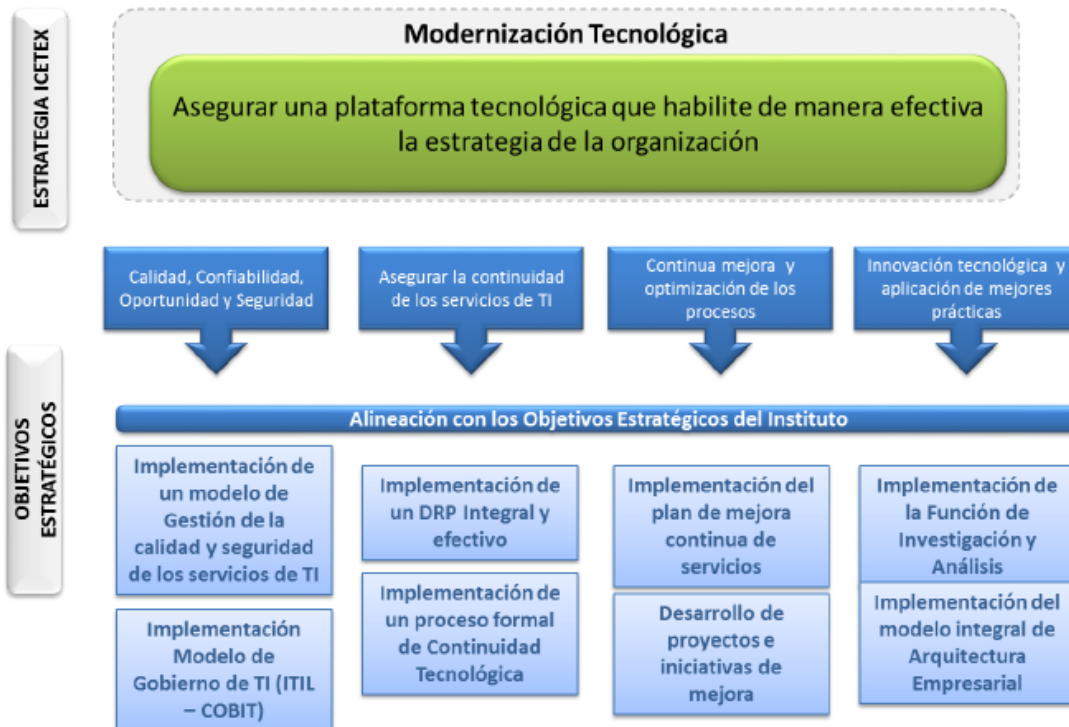 ESTRATEGIA ICETEX
Modernización Tecnológica
Asegurar una plataforma tecnológica que habilite de manera efectiva
la estrategia de la organización
Calidad, Confiabilidad,
Oportunidad y Seguridad
Asegurar la continuidad
de los servicios de TI
Continua mejora y
optimización de los
procesos
Innovación tecnológica y
aplicación de mejores
prácticas
OBJETIVOS
ESTRATÉGICOS
Alineación con los Objetivos Estratégicos del Instituto
Implementación de
un modelo de
Gestión de la
calidad y seguridad
de los servicios de TI
Implementación de
un DRP Integral y
efectivo
Implementación del
plan de mejora
continua de
servicios
Implementación de
la Función de
Investigación y
Análisis
Implementación
Modelo de
Gobierno de TI (ITIL
– COBIT)
Implementación de
un proceso formal
de Continuidad
Tecnológica
Desarrollo de
proyectos e
iniciativas de
mejora
Implementación del
modelo integral de
Arquitectura
Empresarial